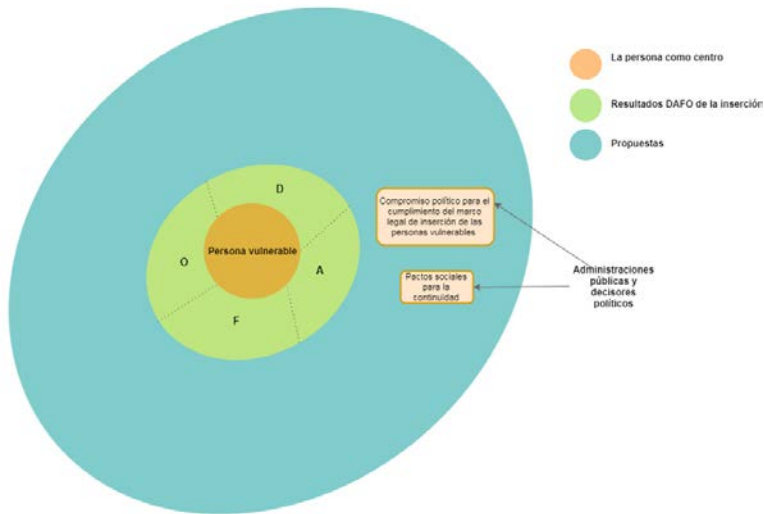 La persona como centro
Resultados DAFO de la inserción
Propuestas
D
Persona vulnerable
O
A
F
Compromiso político para el
cumplimiento del marco
legal de inserción de las
personas vulnerables
Pactos sociales
para la
continuidad
Administraciones
públicas y
decisores
políticos